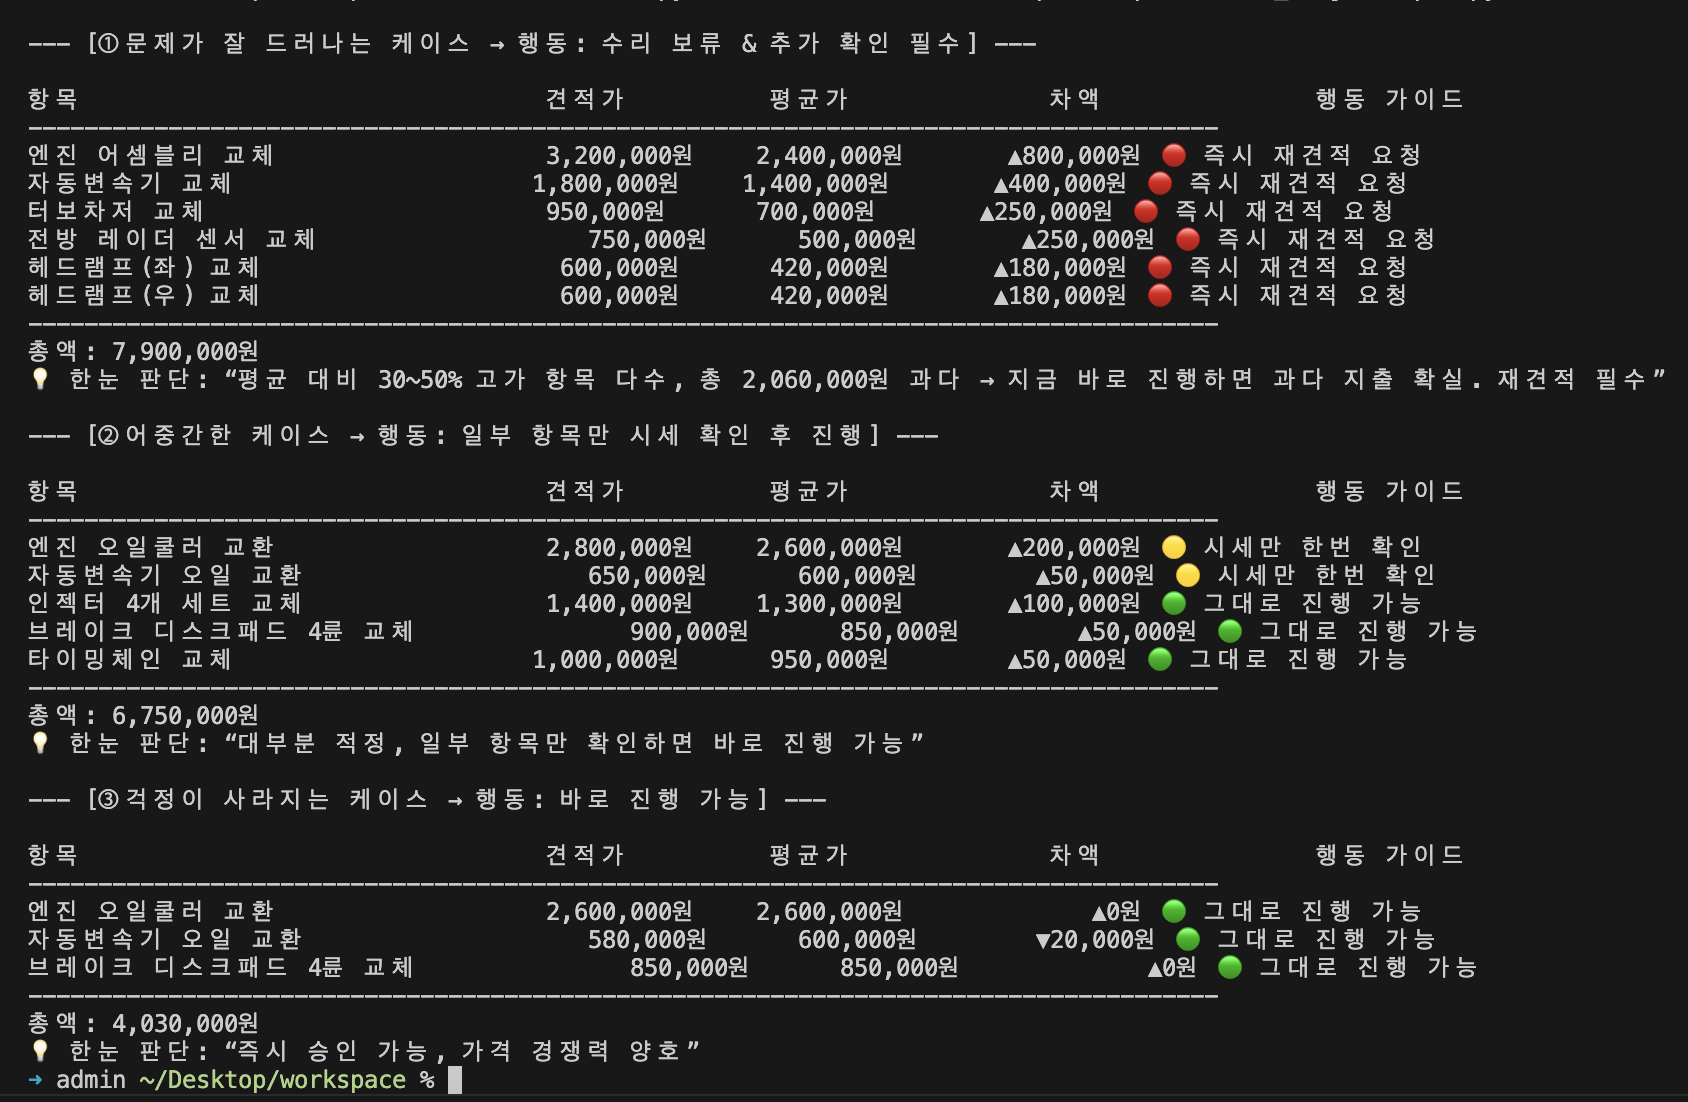 --- [①문제가 잘 드러나는 케이스 → 행동: 수리 보류 & 추가 확인 필수] ---
항목 견적가 평균가 차액 행동 가이드
엔진 어셈블리 교체 3,200,000원 2,400,000원 ▲800,000원 🔴 즉시 재견적 요청
자동변속기 교체 1,800,000원 1,400,000원 ▲400,000원 🔴 즉시 재견적 요청
터보차저 교체 950,000원 700,000원 ▲250,000원 🔴 즉시 재견적 요청
전방 레이더 센서 교체 750,000원 500,000원 ▲250,000원 🔴 즉시 재견적 요청
헤드램프(좌) 교체 600,000원 420,000원 ▲180,000원 🔴 즉시 재견적 요청
헤드램프(우) 교체 600,000원 420,000원 ▲180,000원 🔴 즉시 재견적 요청
총액: 7,900,000원
💡 한눈 판단: “평균 대비 30~50% 고가 항목 다수, 총 2,060,000원 과다 → 지금 바로 진행하면 과다 지출 확실. 재견적 필수”
--- [②어중간한 케이스 → 행동: 일부 항목만 시세 확인 후 진행] ---
항목 견적가 평균가 차액 행동 가이드
엔진 오일쿨러 교환 2,800,000원 2,600,000원 ▲200,000원 🟡 시세만 한번 확인
자동변속기 오일 교환 650,000원 600,000원 ▲50,000원 🟡 시세만 한번 확인
인젝터 4개 세트 교체 1,400,000원 1,300,000원 ▲100,000원 🟢 그대로 진행 가능
브레이크 디스크패드 4륜 교체 900,000원 850,000원 ▲50,000원 🟢 그대로 진행 가능
타이밍체인 교체 1,000,000원 950,000원 ▲50,000원 🟢 그대로 진행 가능
총액: 6,750,000원
💡 한눈 판단: “대부분 적정, 일부 항목만 확인하면 바로 진행 가능”
--- [③걱정이 사라지는 케이스 → 행동: 바로 진행 가능] ---
항목 견적가 평균가 차액 행동 가이드
엔진 오일쿨러 교환 2,600,000원 2,600,000원 ▲0원 🟢 그대로 진행 가능
자동변속기 오일 교환 580,000원 600,000원 ▼20,000원 🟢 그대로 진행 가능
브레이크 디스크패드 4륜 교체 850,000원 850,000원 ▲0원 🟢 그대로 진행 가능
총액: 4,030,000원
💡 한눈 판단: “즉시 승인 가능, 가격 경쟁력 양호”
➜ admin ~/Desktop/workspace %